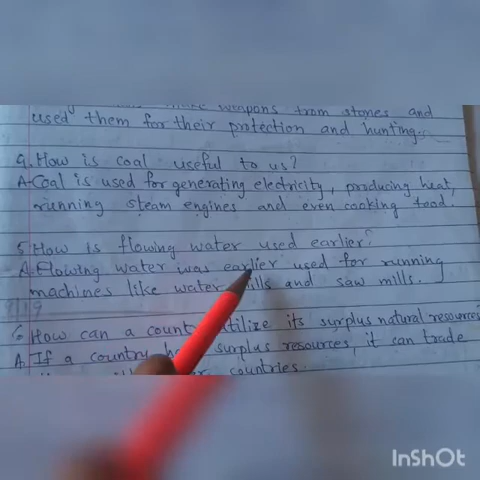 weapons from stones and
used them for their protection and hunting.
4. How is coal useful to us?
A. Coal is used for generating electricity, producing heat,
running steam engines and even cooking food.
5. How is flowing water used earlier?
A. Flowing water was earlier used for running
machines like water mills and saw mills.
6. How can a country utilize its surplus natural resources
A. If a country has surplus resources, it can trade
countries.
InShOt